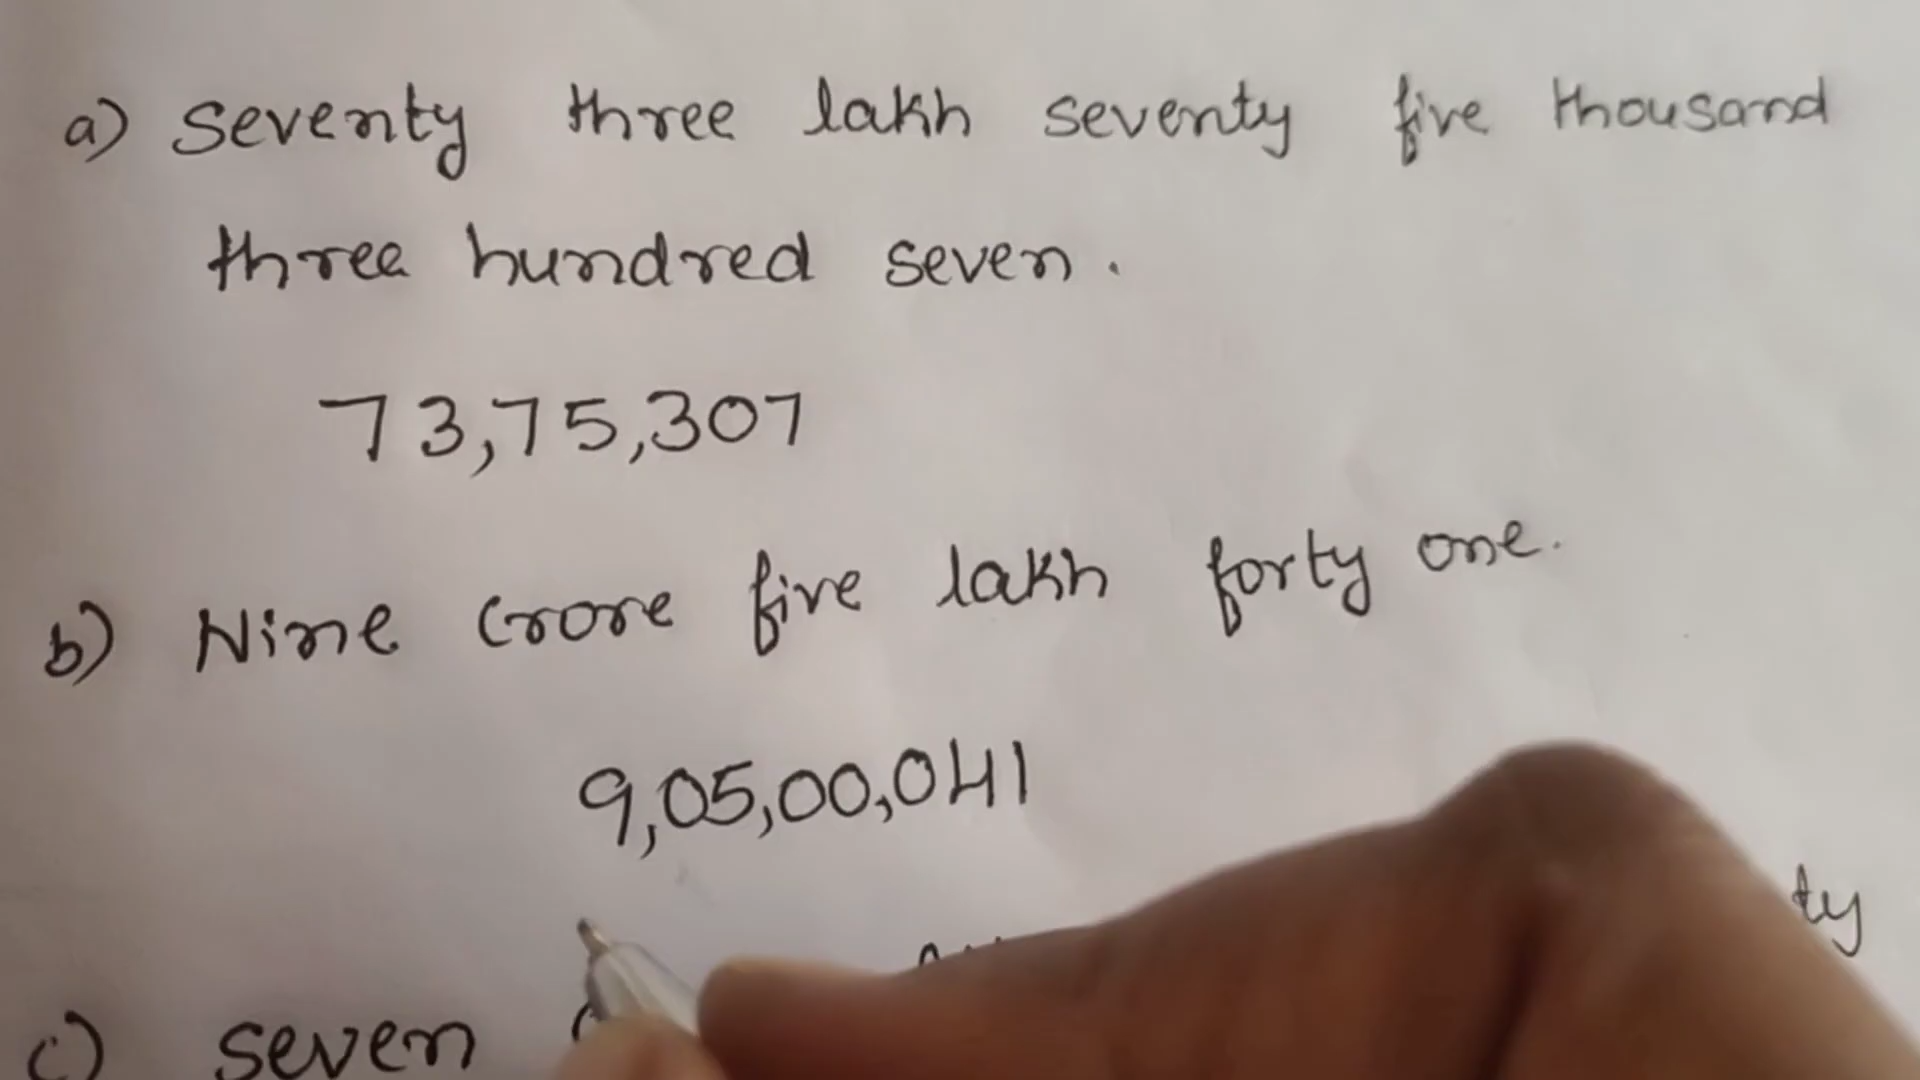 a) Seventy three lakh seventy five thousand
three hundred seven.
73,75,307
b) Nine crore five lakh forty one.
9,05,00,041
ty
c) seven